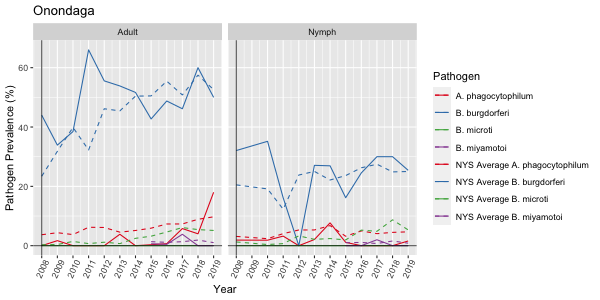 Onondaga
Adult
Nymph
Pathogen Prevalence (%)
60
40
20
0
2008 2009 2010 2011 2012 2013 2014 2015 2016 2017 2018 2019
2008 2009 2010 2011 2012 2013 2014 2015 2016 2017 2018 2019
Year
Pathogen
A. phagocytophilum
B. burgdorferi
B. microti
B. miyamotoi
NYS Average A. phagocytophilum
NYS Average B. burgdorferi
NYS Average B. microti
NYS Average B. miyamotoi